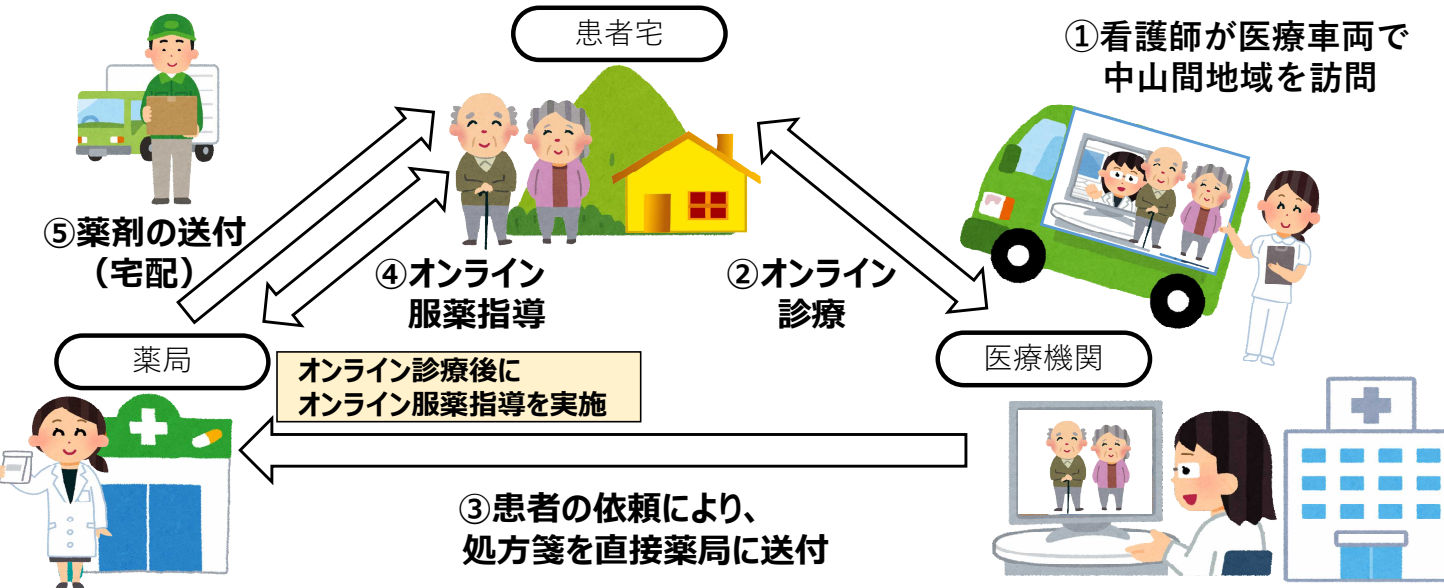 患者宅
①看護師が医療車両で
中山間地域を訪問
⑤薬剤の送付
（宅配）
④オンライン
服薬指導
②オンライン
診療
薬局
オンライン診療後に
オンライン服薬指導を実施
医療機関
③患者の依頼により、
処方箋を直接薬局に送付